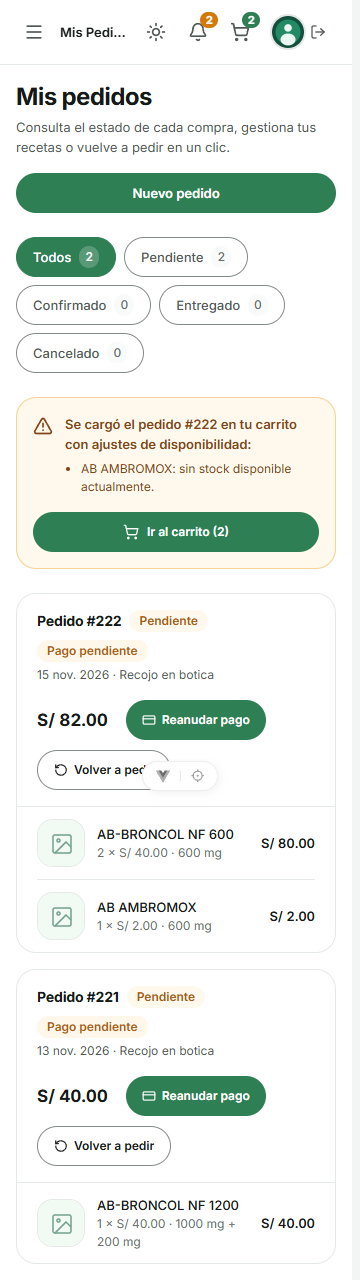 Mis Pedi...
2
2
Mis pedidos
Consulta el estado de cada compra, gestiona tus
recetas o vuelve a pedir en un clic.
Nuevo pedido
Todos 2
Pendiente 2
Confirmado 0
Entregado 0
Cancelado 0
Se cargó el pedido #222 en tu carrito
con ajustes de disponibilidad:
• AB AMBROMOX: sin stock disponible
actualmente.
Ir al carrito (2)
Pedido #222 Pendiente
Pago pendiente
15 nov. 2026 · Recojo en botica
S/ 82.00 Reanudar pago
Volver a
AB-BRONCOL NF 600
2 × S/ 40.00 · 600 mg
S/ 80.00
AB AMBROMOX
1 × S/ 2.00 · 600 mg
S/ 2.00
Pedido #221 Pendiente
Pago pendiente
13 nov. 2026 · Recojo en botica
S/ 40.00 Reanudar pago
Volver a pedir
AB-BRONCOL NF 1200
1 × S/ 40.00 · 1000 mg +
200 mg
S/ 40.00